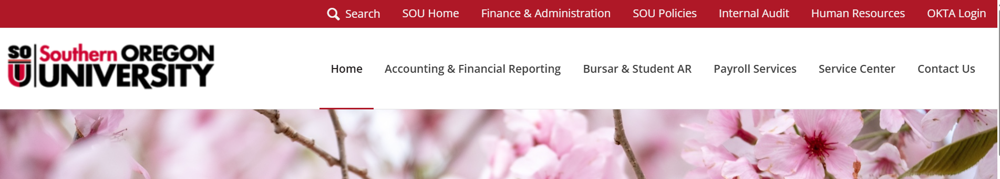 Search SOU Home Finance & Administration SOU Policies Internal Audit Human Resources OKTA Login
SO
U
Southern OREGON
UNIVERSITY
Home Accounting & Financial Reporting Bursar & Student AR Payroll Services Service Center Contact Us